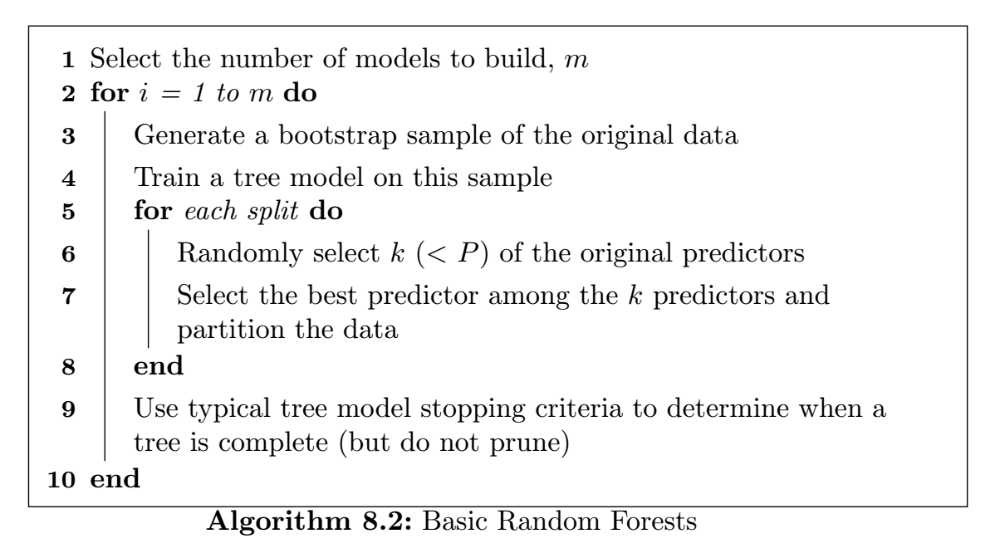 1 Select the number of models to build, m
2 for i = 1 to m do
3 Generate a bootstrap sample of the original data
4 Train a tree model on this sample
5 for each split do
6 Randomly select k (< P) of the original predictors
7 Select the best predictor among the k predictors and
partition the data
8 end
9 Use typical tree model stopping criteria to determine when a
tree is complete (but do not prune)
10 end
Algorithm 8.2: Basic Random Forests